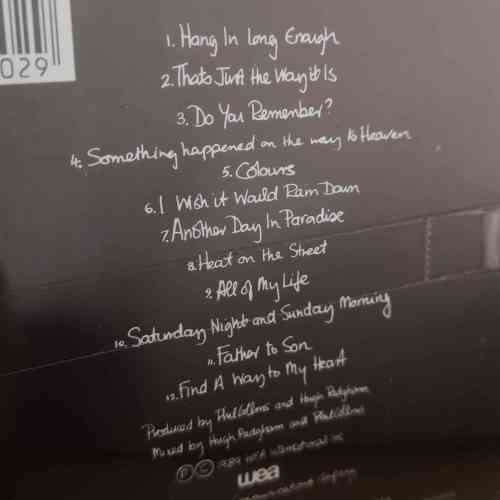 029
1. Hang In Long Enough
2. Thats Just the Way it Is
3. Do You Remember?
4. Something happened on the way to Heaven
5. Colours
6. I Wish it Would Rain Down
7. Another Day In Paradise
8. Heat on the Street
9. All of My Life
10. Saturday Night and Sunday Morning
11. Father to Son
12. Find A Way to My Heart
Produced by Phil Collins and Hugh Padgham
Mixed by Hugh Padgham and Phil Collins
Ⓟ © 1989 WEA International Inc
wea